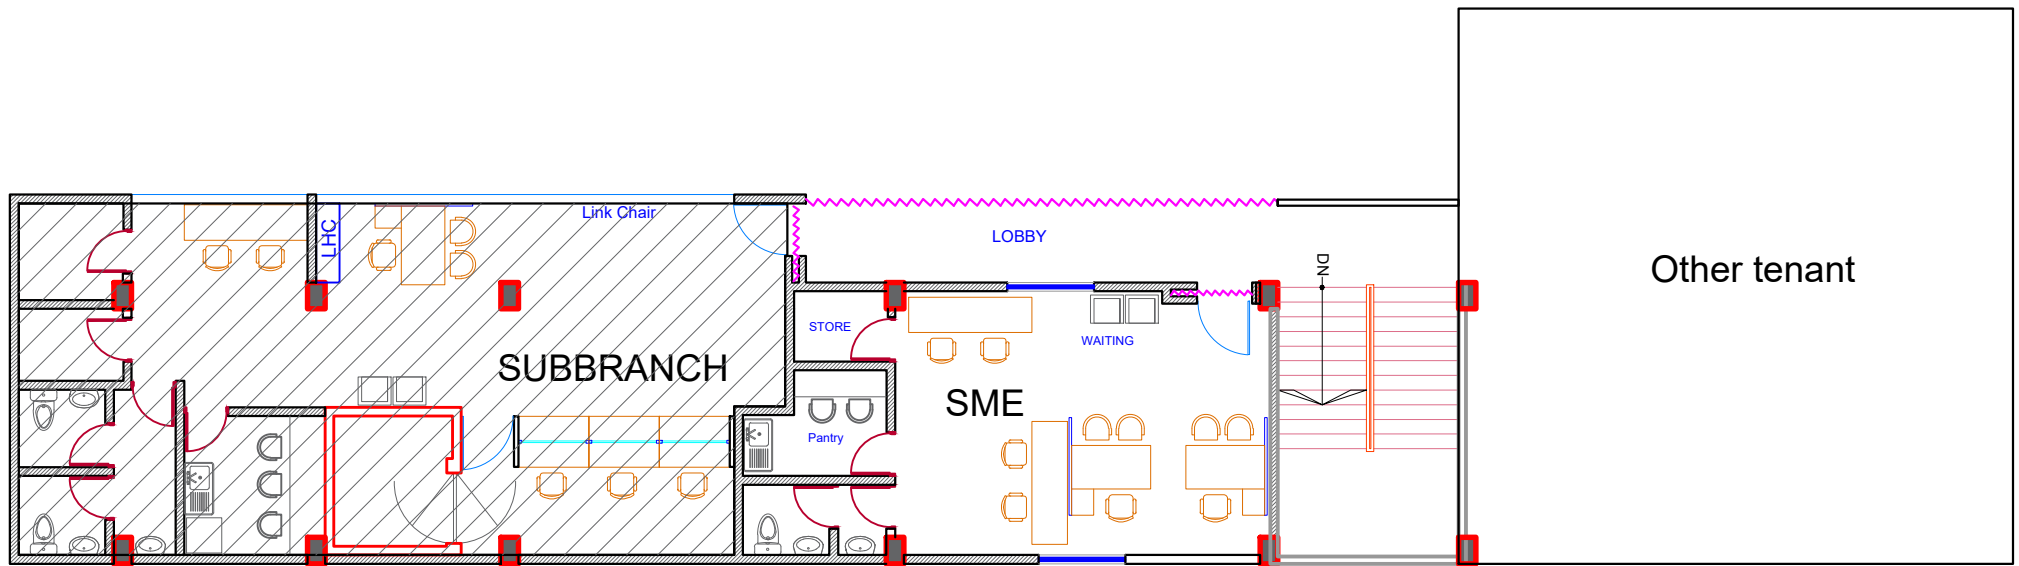 Link Chair
LHC
LOBBY
DN
Other tenant
STORE
WAITING
SUBBRANCH
SME
Pantry